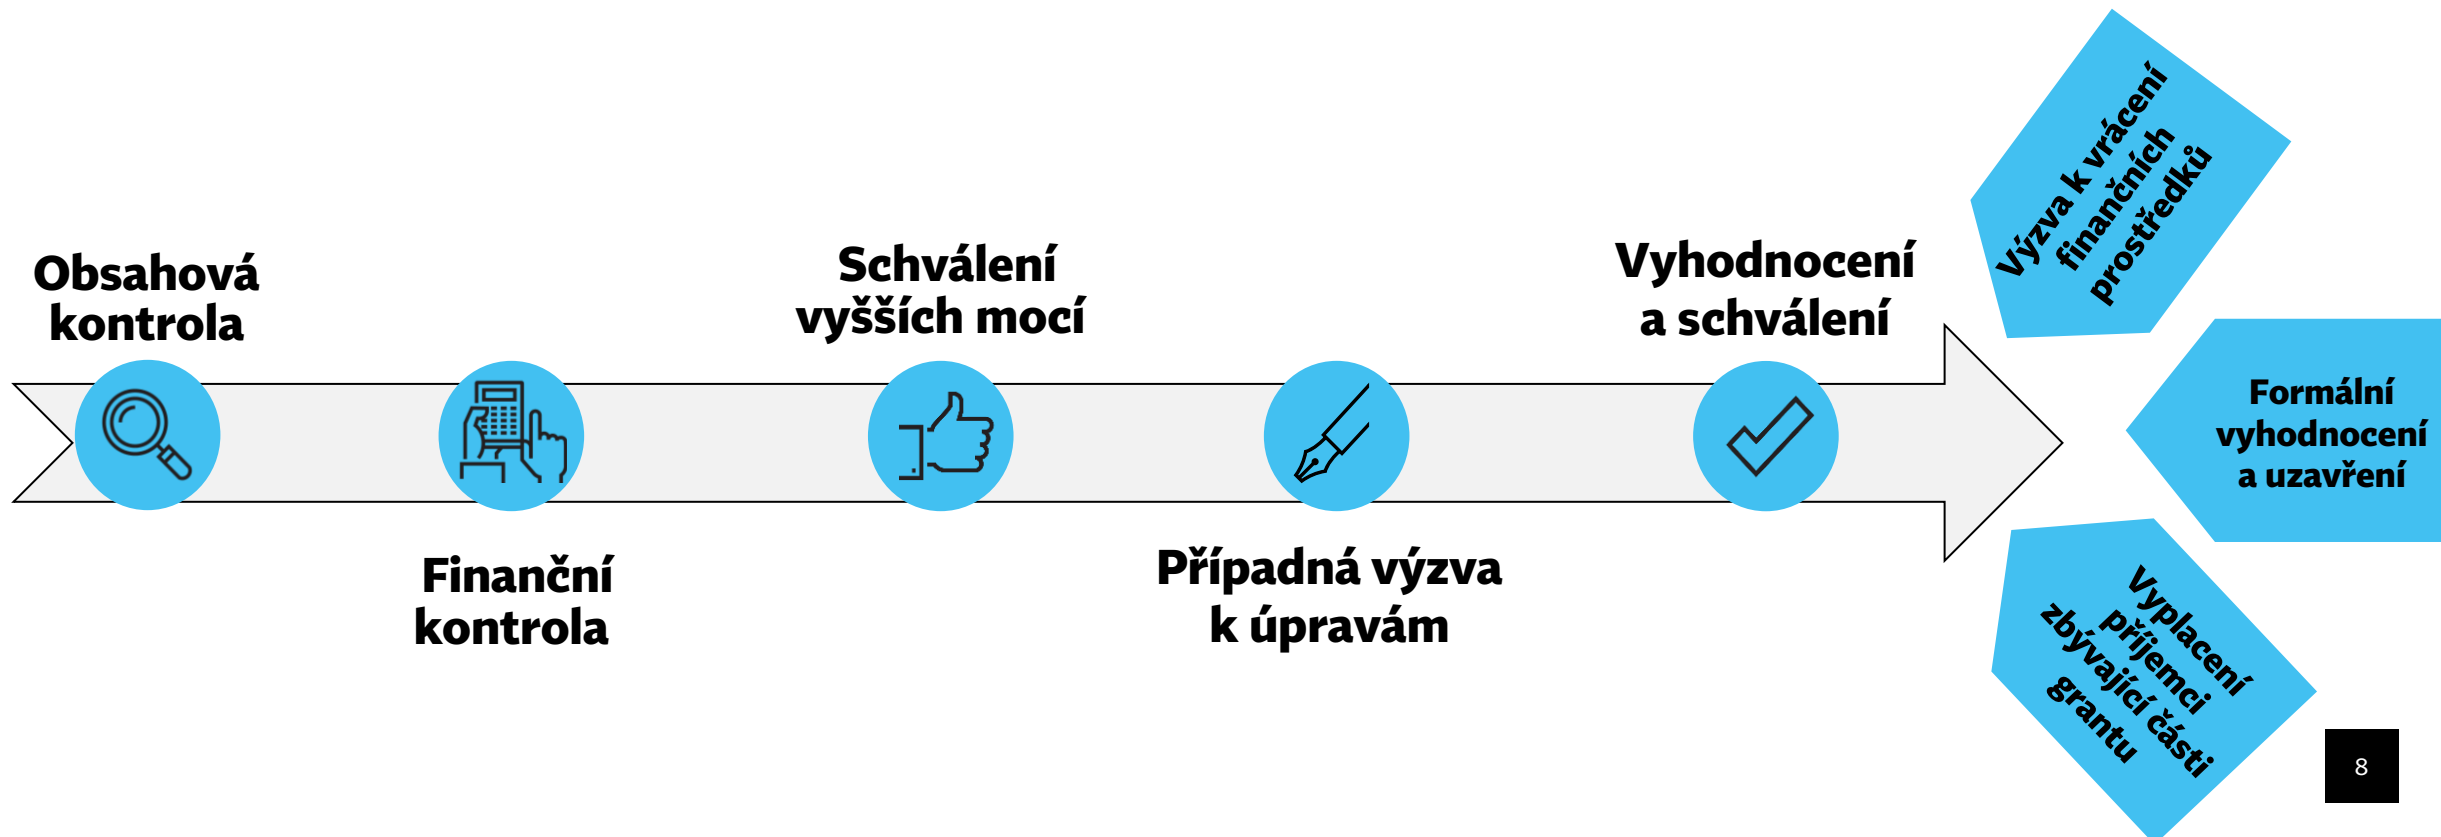 Obsahová
kontrola
Finanční
kontrola
Schválení
vyšších mocí
Případná výzva
k úpravám
Vyhodnocení
a schválení
Výzva k vrácení
finančních
prostředků
Formální
vyhodnocení
a uzavření
Vyplacení
příjemci
zbývající části
grantu
8